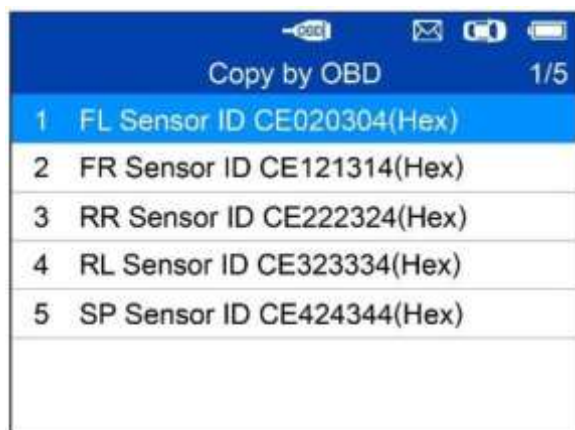 OBD
Copy by OBD 1/5
1 FL Sensor ID CE020304(Hex)
2 FR Sensor ID CE121314(Hex)
3 RR Sensor ID CE222324(Hex)
4 RL Sensor ID CE323334(Hex)
5 SP Sensor ID CE424344(Hex)